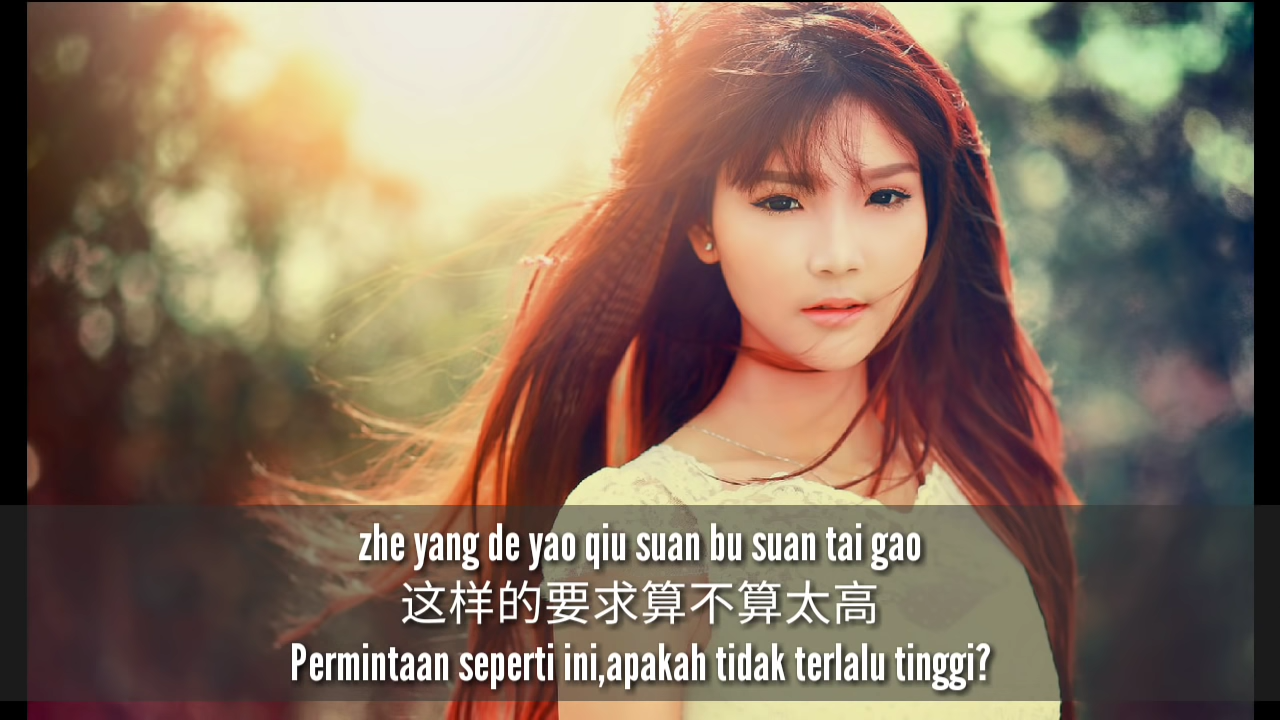 zhe yang de yao qiu suan bu suan tai gao
这样的要求算不算太高
Permintaan seperti ini,apakah tidak terlalu tinggi?